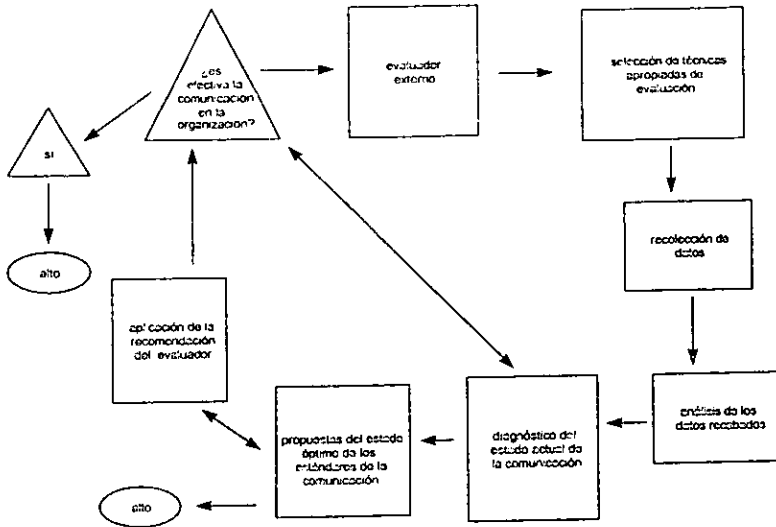 ¿es
efectiva la
comunicación
en la
organización?
evaluador
externo
selección de técnicas
apropiadas de
evaluación
sí
alto
recolección de
datos
aplicación de la
recomendación
del evaluador
análisis de los
datos recabados
diagnóstico del
estado actual de
la comunicación
propuestas del estado
óptimo de los
estándares de la
comunicación
alto